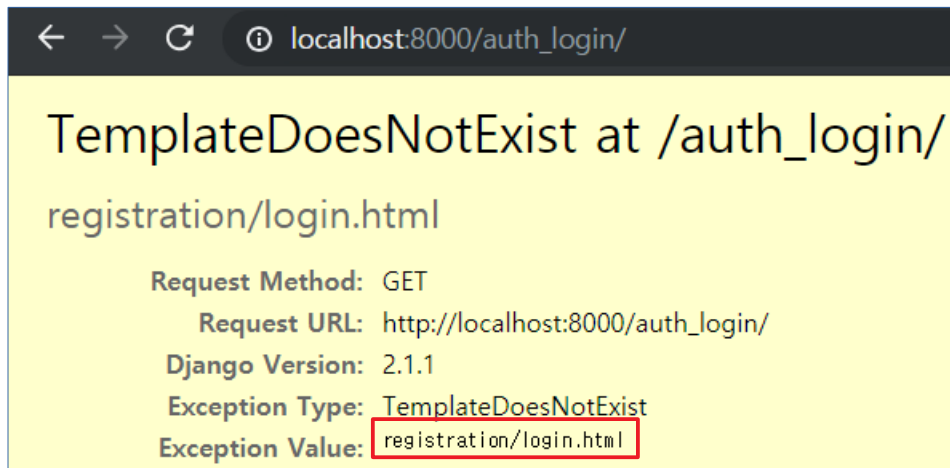 localhost:8000/auth_login/
TemplateDoesNotExist at /auth_login/
registration/login.html
Request Method: GET
Request URL: http://localhost:8000/auth_login/
Django Version: 2.1.1
Exception Type: TemplateDoesNotExist
Exception Value: registration/login.html